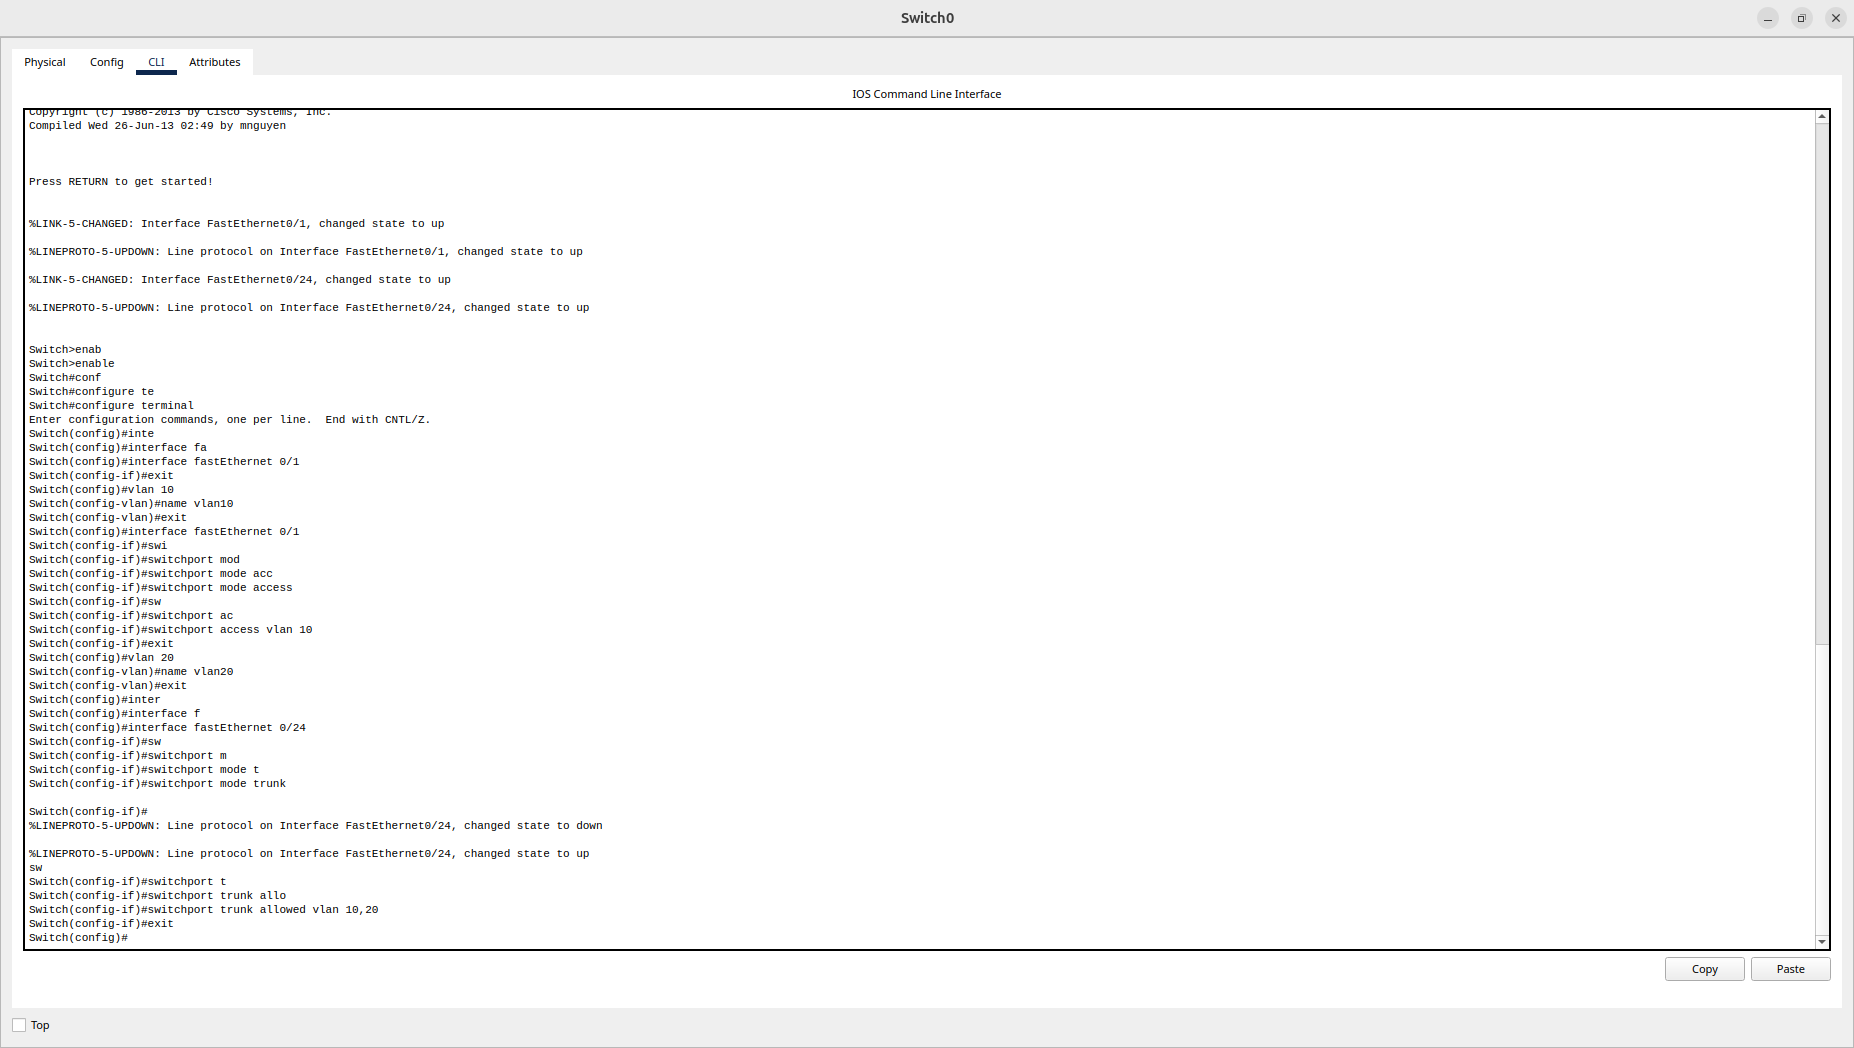 Switch0
Physical Config CLI Attributes
IOS Command Line Interface
Copyright (c) 1986-2013 by Cisco Systems, Inc.
Compiled Wed 26-Jun-13 02:49 by mnguyen
Press RETURN to get started!
%LINK-5-CHANGED: Interface FastEthernet0/1, changed state to up
%LINEPROTO-5-UPDOWN: Line protocol on Interface FastEthernet0/1, changed state to up
%LINK-5-CHANGED: Interface FastEthernet0/24, changed state to up
%LINEPROTO-5-UPDOWN: Line protocol on Interface FastEthernet0/24, changed state to up
Switch>enab
Switch>enable
Switch#conf
Switch#configure te
Switch#configure terminal
Enter configuration commands, one per line.  End with CNTL/Z.
Switch(config)#inte
Switch(config)#interface fa
Switch(config)#interface fastEthernet 0/1
Switch(config-if)#exit
Switch(config)#vlan 10
Switch(config-vlan)#name vlan10
Switch(config-vlan)#exit
Switch(config)#interface fastEthernet 0/1
Switch(config-if)#swi
Switch(config-if)#switchport mod
Switch(config-if)#switchport mode acc
Switch(config-if)#switchport mode access
Switch(config-if)#sw
Switch(config-if)#switchport ac
Switch(config-if)#switchport access vlan 10
Switch(config-if)#exit
Switch(config)#vlan 20
Switch(config-vlan)#name vlan20
Switch(config-vlan)#exit
Switch(config)#inter
Switch(config)#interface f
Switch(config)#interface fastEthernet 0/24
Switch(config-if)#sw
Switch(config-if)#switchport m
Switch(config-if)#switchport mode t
Switch(config-if)#switchport mode trunk
Switch(config-if)#
%LINEPROTO-5-UPDOWN: Line protocol on Interface FastEthernet0/24, changed state to down
%LINEPROTO-5-UPDOWN: Line protocol on Interface FastEthernet0/24, changed state to up
sw
Switch(config-if)#switchport t
Switch(config-if)#switchport trunk allo
Switch(config-if)#switchport trunk allowed vlan 10,20
Switch(config-if)#exit
Switch(config)#
Copy Paste
Top